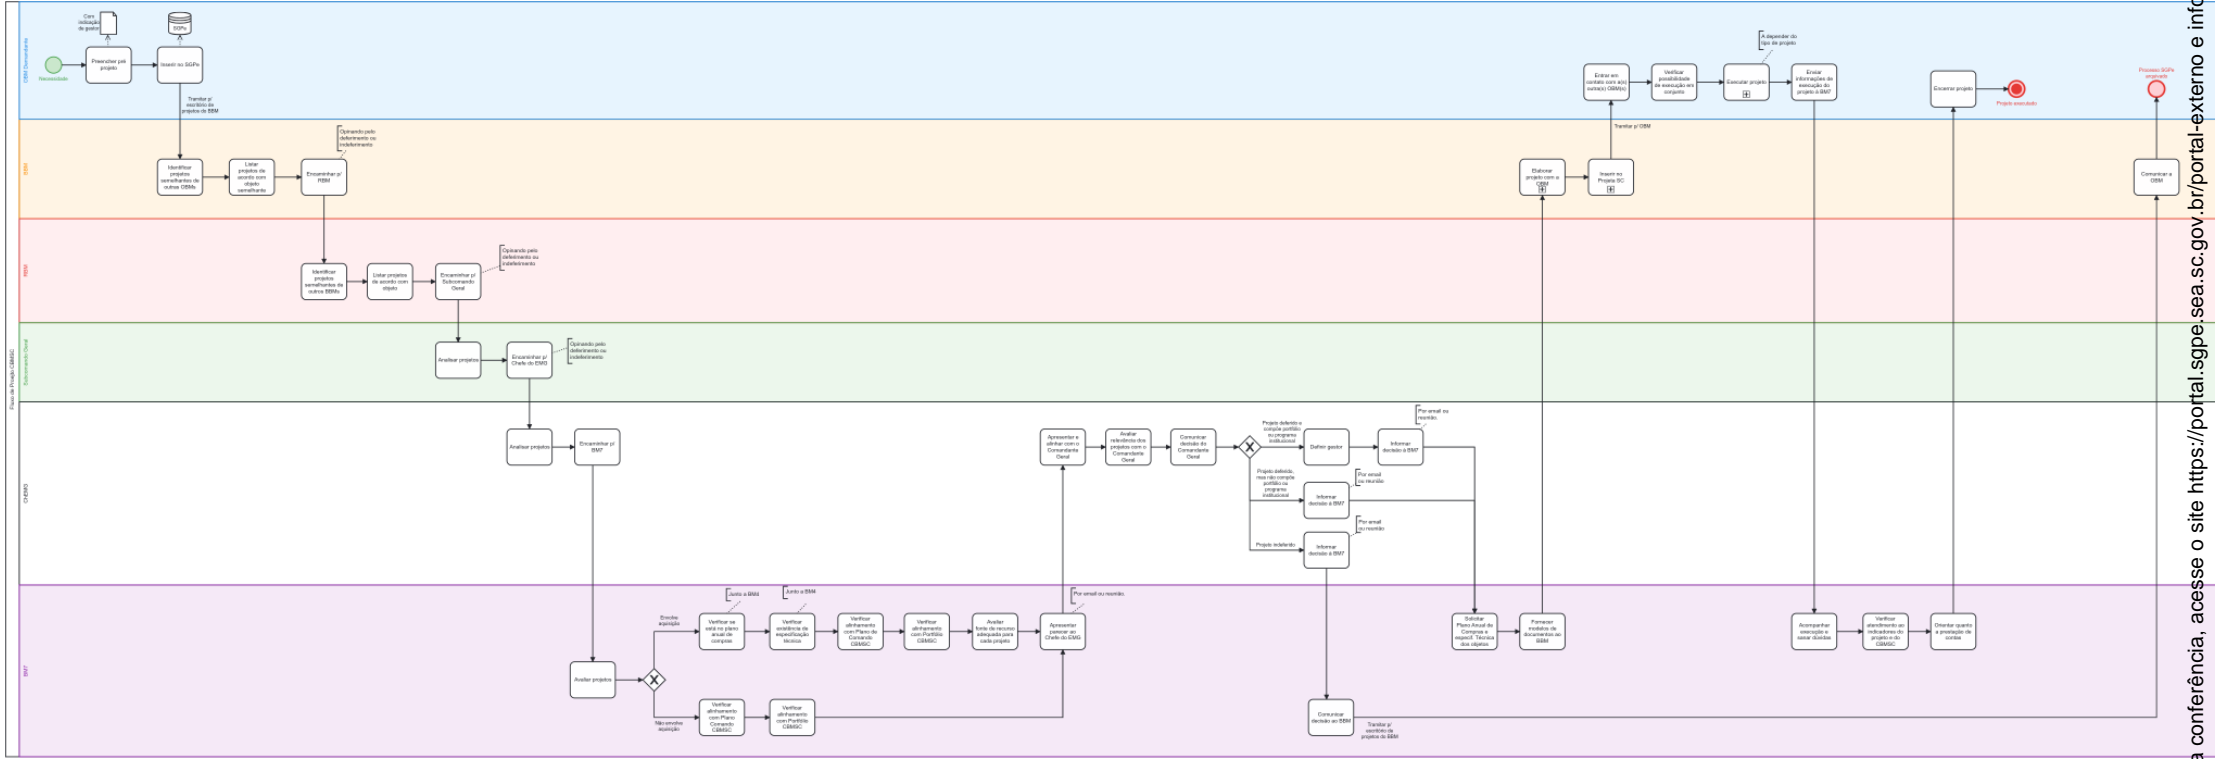 Fluxo de Projeto CBMSC
OBM Demandante
Com
indicação
de gestor
SGPe
Necessidade
Preencher pré
projeto
Inserir no SGPe
Tramitar p/
escritório de
projetos do BBM
A depender do
tipo de projeto
Entrar em
contato com a(s)
outra(s) OBM(s)
Verificar
possibilidade
de execução em
conjunto
Executar projeto
Enviar
informações de
execução do
projeto à BM7
Encerrar projeto
Projeto executado
Processo SGPe
arquivado
BBM
Identificar
projetos
semelhantes de
outras OBMs
Listar
projetos de
acordo com
objeto
semelhante
Encaminhar p/
RBM
Opinando pelo
deferimento ou
indeferimento
Elaborar
projeto com a
OBM
Inserir no
Projeta SC
Tramitar p/ OBM
Comunicar a
OBM
RBM
Identificar
projetos
semelhantes de
outros BBMs
Listar projetos
de acordo com
objeto
Encaminhar p/
Subcomando
Geral
Opinando pelo
deferimento ou
indeferimento
Subcomando Geral
Analisar projetos
Encaminhar p/
Chefe do EMG
Opinando pelo
deferimento ou
indeferimento
ChEMG
Analisar projetos
Encaminhar p/
BM7
Apresentar e
alinhar com o
Comandante
Geral
Avaliar
relevância dos
projetos com o
Comandante
Geral
Comunicar
decisão do
Comandante
Geral
Projeto deferido e
compõe portfólio
ou programa
institucional
Definir gestor
Informar
decisão à BM7
Por email ou
reunião.
Projeto deferido,
mas não compõe
portfólio ou
programa
institucional
Informar
decisão à BM7
Por email
ou reunião
Projeto indeferido
Informar
decisão à BM7
Por email
ou reunião
BM7
Avaliar projetos
Envolve
aquisição
Verificar se
está no plano
anual de
compras
Junto a BM4
Verificar
existência de
especificação
técnica
Junto a BM4
Verificar
alinhamento
com Plano de
Comando
CBMSC
Verificar
alinhamento
com Portfólio
CBMSC
Avaliar
fonte de recurso
adequada para
cada projeto
Apresentar
parecer ao
Chefe do EMG
Por email ou reunião.
Não envolve
aquisição
Verificar
alinhamento
com Plano
Comando
CBMSC
Verificar
alinhamento
com Portfólio
CBMSC
Comunicar
decisão ao BBM
Tramitar p/
escritório de
projetos do BBM
Solicitar
Plano Anual de
Compras e
especif. Técnica
dos objetos
Fornecer
modelos de
documentos ao
BBM
Acompanhar
execução e
sanar dúvidas
Verificar
atendimento ao
indicadores do
projeto e do
CBMSC
Orientar quanto
a prestação de
contas
a conferência, acesse o site https://portal.sgpe.sea.sc.gov.br/portal-externo e info